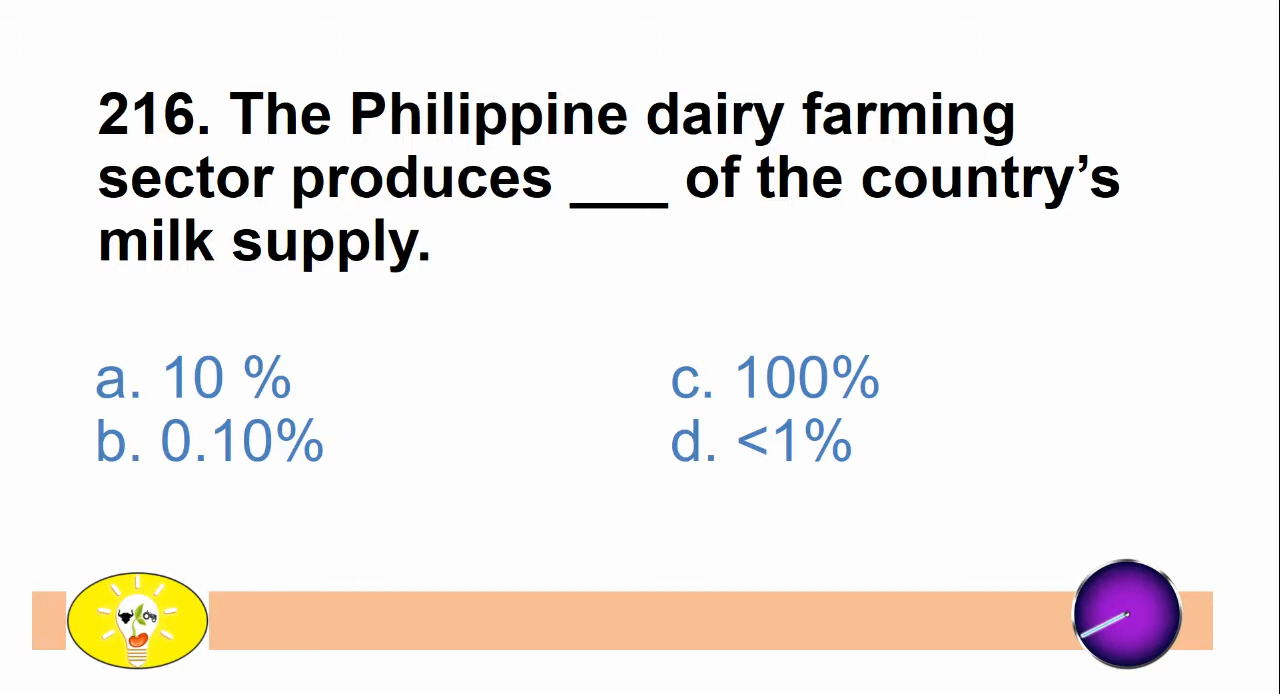 216. The Philippine dairy farming
sector produces ___ of the country’s
milk supply.
a. 10 %
b. 0.10%
c. 100%
d. <1%